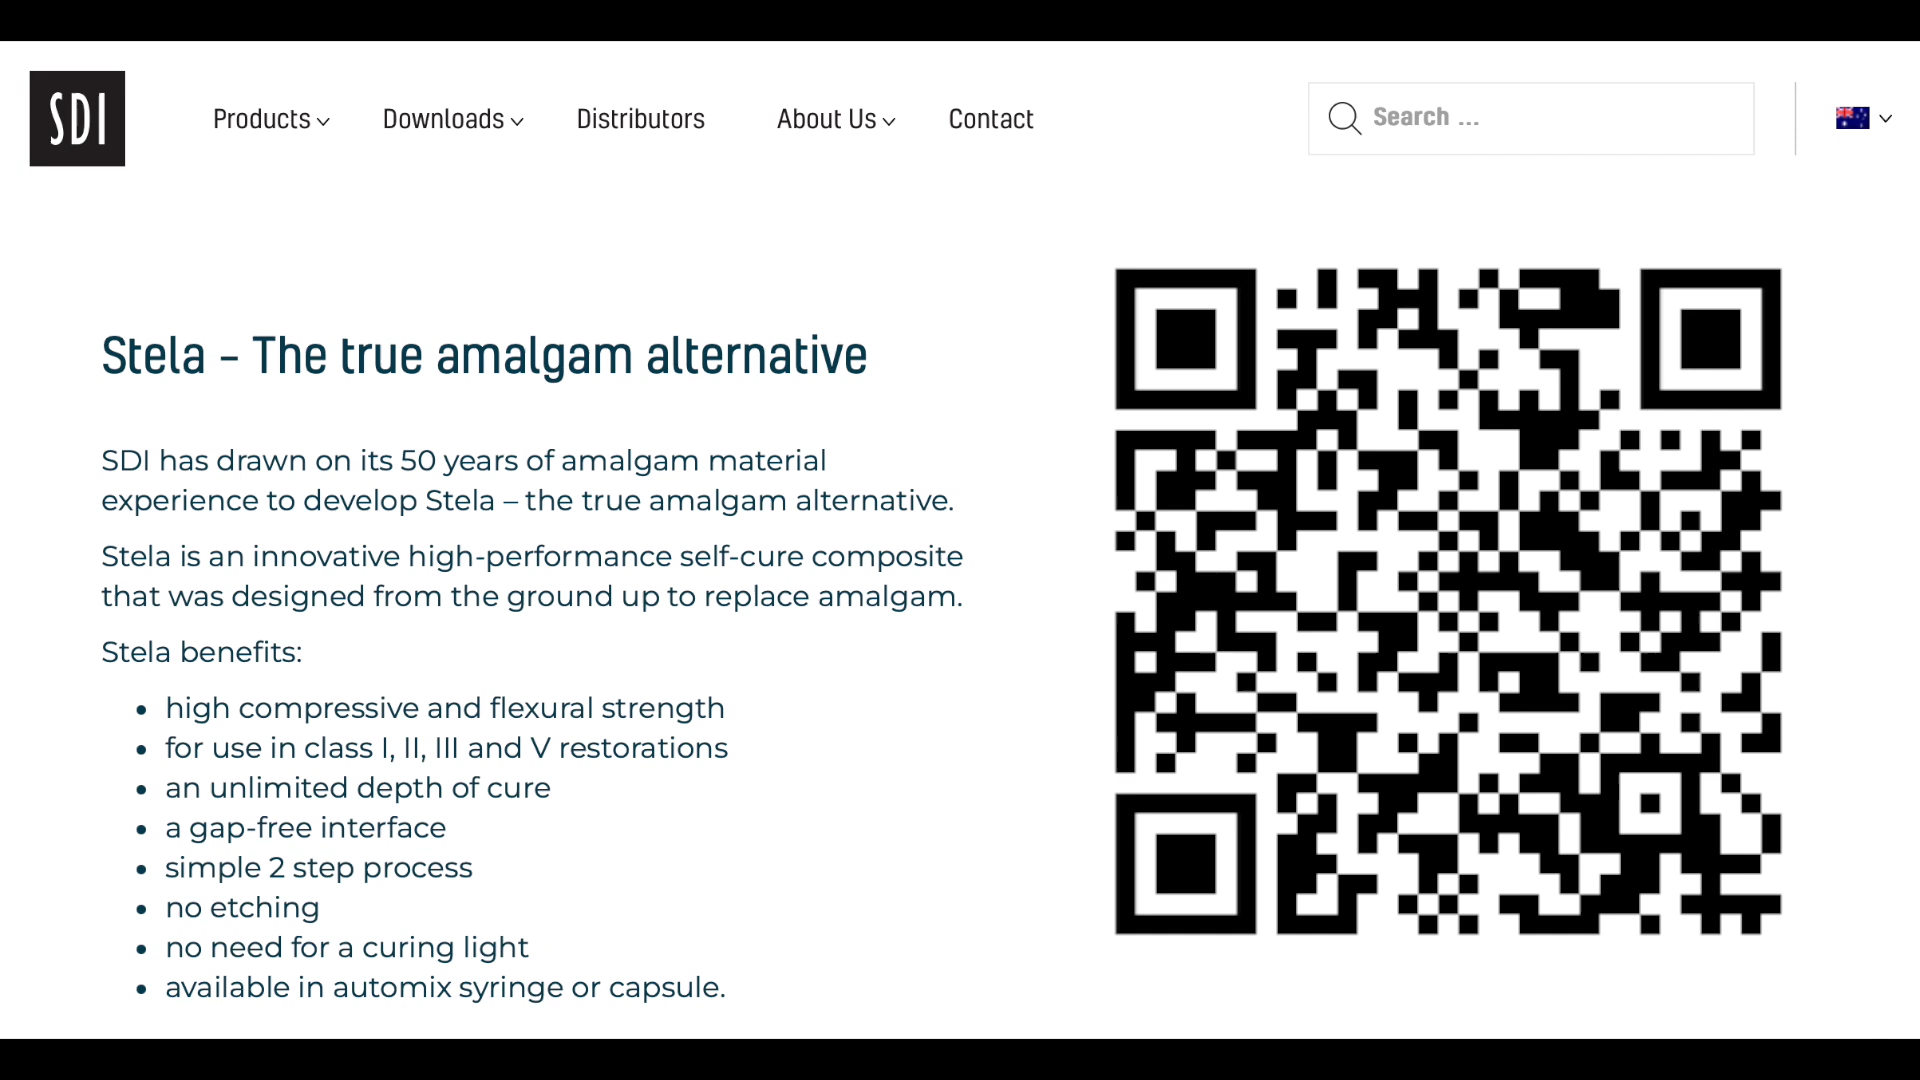 SDI
Products
Downloads
Distributors
About Us
Contact
Search ...
Stela – The true amalgam alternative
SDI has drawn on its 50 years of amalgam material
experience to develop Stela – the true amalgam alternative.
Stela is an innovative high-performance self-cure composite
that was designed from the ground up to replace amalgam.
Stela benefits:
• high compressive and flexural strength
• for use in class I, II, III and V restorations
• an unlimited depth of cure
• a gap-free interface
• simple 2 step process
• no etching
• no need for a curing light
• available in automix syringe or capsule.